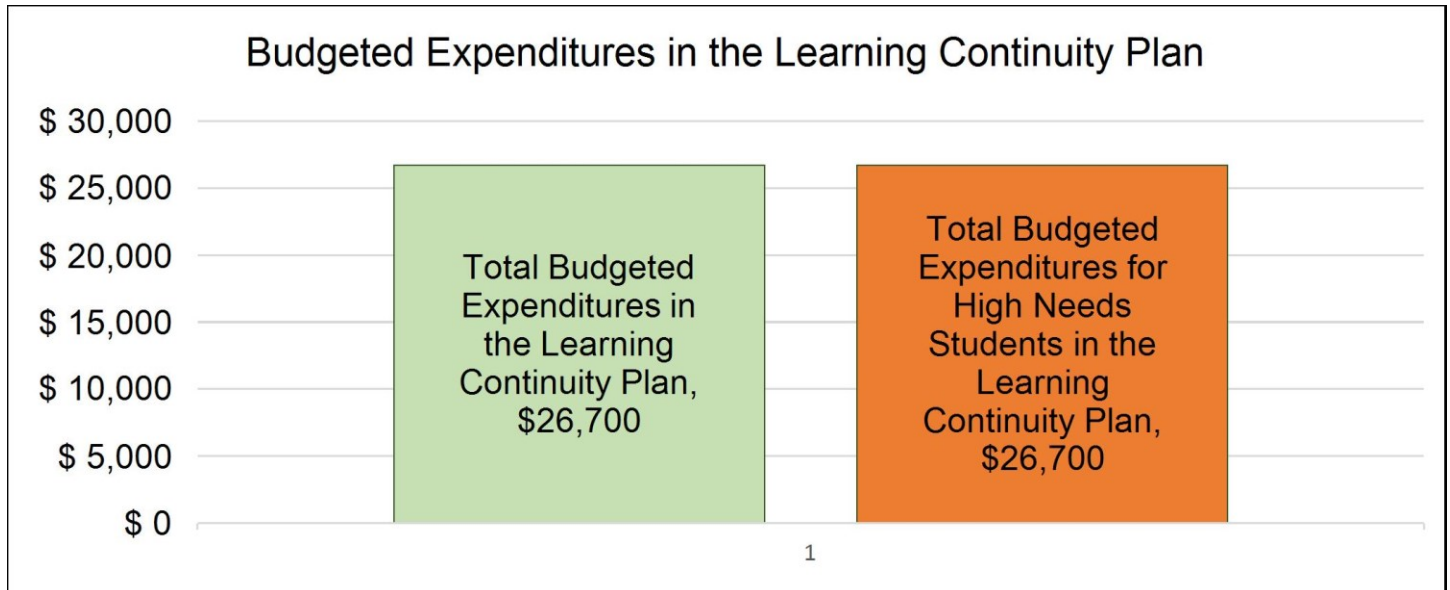 Budgeted Expenditures in the Learning Continuity Plan
$ 30,000
$ 25,000
$ 20,000
$ 15,000
$ 10,000
$ 5,000
$ 0
Total Budgeted
Expenditures in
the Learning
Continuity Plan,
$26,700
Total Budgeted
Expenditures for
High Needs
Students in the
Learning
Continuity Plan,
$26,700
1